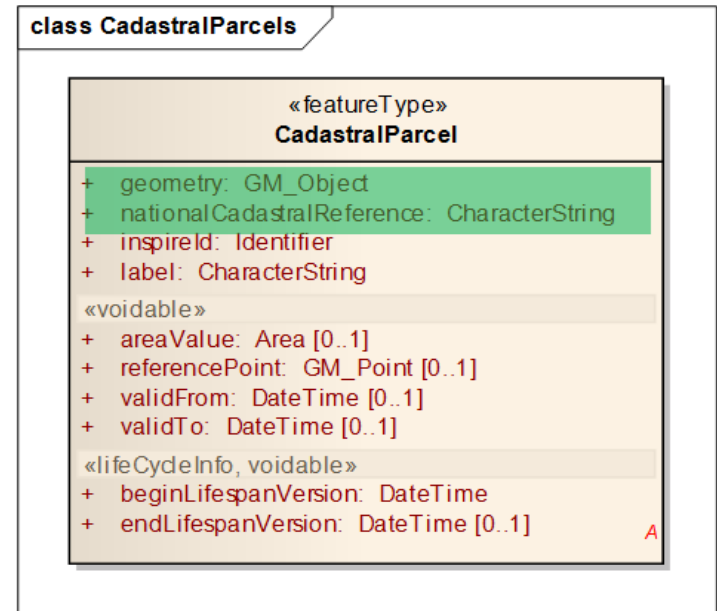 class CadastralParcels
«featureType»
CadastralParcel
+ geometry: GM_Object
+ nationalCadastralReference: CharacterString
+ inspireId: Identifier
+ label: CharacterString
«voidable»
+ areaValue: Area [0..1]
+ referencePoint: GM_Point [0..1]
+ validFrom: DateTime [0..1]
+ validTo: DateTime [0..1]
«lifeCycleInfo, voidable»
+ beginLifespanVersion: DateTime
+ endLifespanVersion: DateTime [0..1]
A